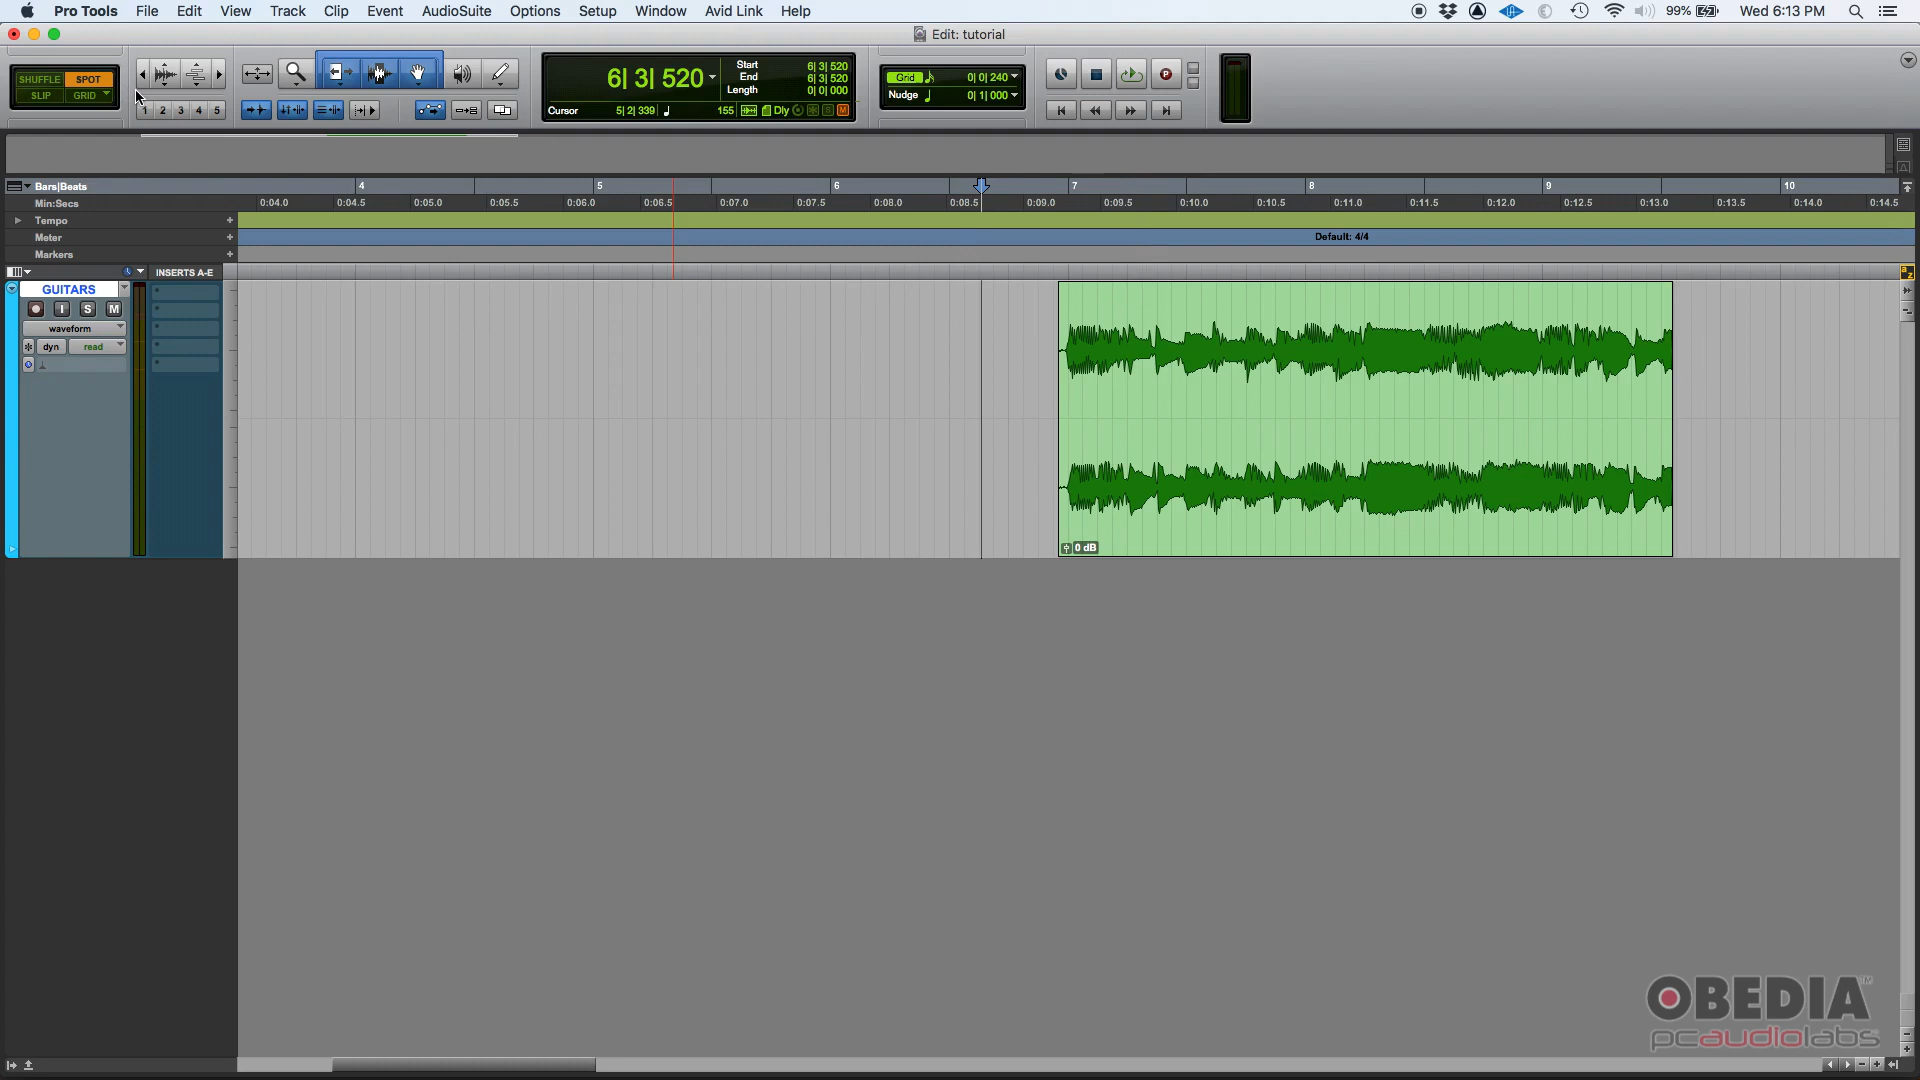 Pro Tools File Edit View Track Clip Event AudioSuite Options Setup Window Avid Link Help 99% Wed 6:13 PM
Edit: tutorial
SHUFFLE SPOT
SLIP GRID
1 2 3 4 5
6| 3| 520
Start 6| 3| 520
End 6| 3| 520
Length 0| 0| 000
Cursor 5| 2| 339 155 Dly S M
Grid 0| 0| 240
Nudge 0| 1| 000
Bars|Beats 4 5 6 7 8 9 10
Min:Secs 0:04.0 0:04.5 0:05.0 0:05.5 0:06.0 0:06.5 0:07.0 0:07.5 0:08.0 0:08.5 0:09.0 0:09.5 0:10.0 0:10.5 0:11.0 0:11.5 0:12.0 0:12.5 0:13.0 0:13.5 0:14.0 0:14.5
Tempo
Meter Default: 4/4
Markers
INSERTS A-E
a z
GUITARS
I S M
waveform
dyn read
0 dB
OBEDIA™
pcaudiolabs